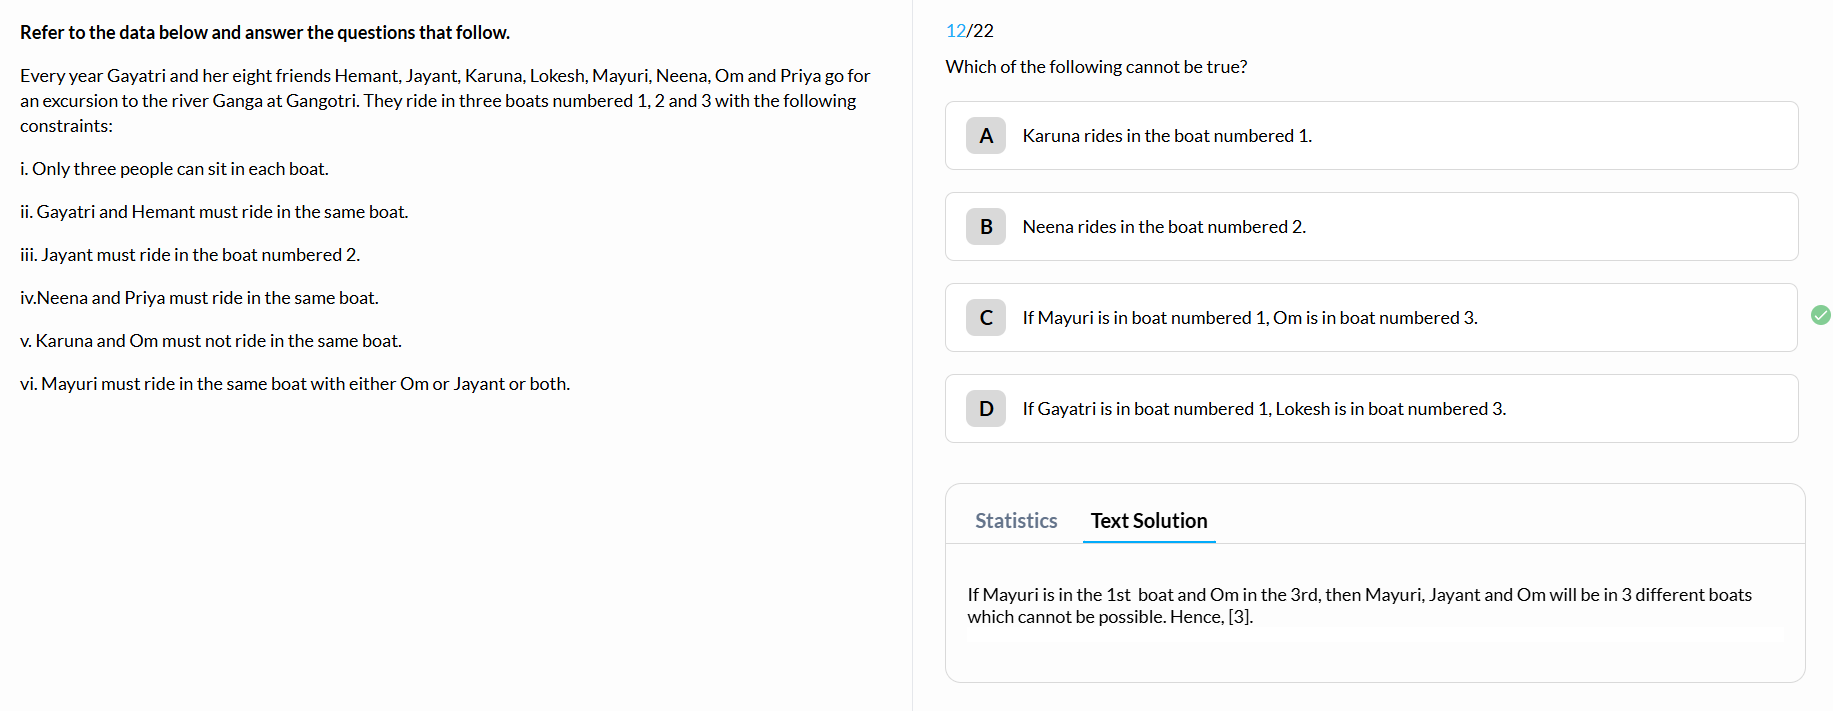 Refer to the data below and answer the questions that follow.
Every year Gayatri and her eight friends Hemant, Jayant, Karuna, Lokesh, Mayuri, Neena, Om and Priya go for
an excursion to the river Ganga at Gangotri. They ride in three boats numbered 1, 2 and 3 with the following
constraints:
i. Only three people can sit in each boat.
ii. Gayatri and Hemant must ride in the same boat.
iii. Jayant must ride in the boat numbered 2.
iv.Neena and Priya must ride in the same boat.
v. Karuna and Om must not ride in the same boat.
vi. Mayuri must ride in the same boat with either Om or Jayant or both.
12/22
Which of the following cannot be true?
A Karuna rides in the boat numbered 1.
B Neena rides in the boat numbered 2.
C If Mayuri is in boat numbered 1, Om is in boat numbered 3.
D If Gayatri is in boat numbered 1, Lokesh is in boat numbered 3.
Statistics Text Solution
If Mayuri is in the 1st boat and Om in the 3rd, then Mayuri, Jayant and Om will be in 3 different boats
which cannot be possible. Hence, [3].